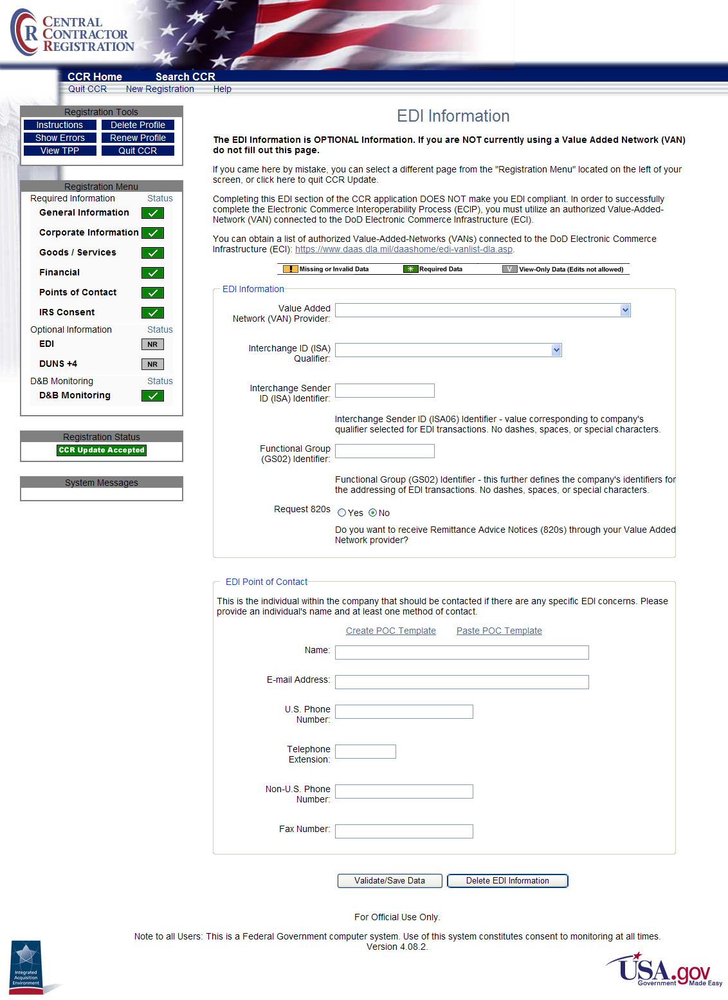 CENTRAL
CONTRACTOR
REGISTRATION
CCR Home Search CCR
Quit CCR New Registration Help
Registration Tools
Instructions Delete Profile
Show Errors Renew Profile
View TPP Quit CCR
Registration Menu
Required Information Status
General Information
Corporate Information
Goods / Services
Financial
Points of Contact
IRS Consent
Optional Information Status
EDI NR
DUNS +4 NR
D&B Monitoring Status
D&B Monitoring
Registration Status
CCR Update Accepted
System Messages
EDI Information
The EDI Information is OPTIONAL Information. If you are NOT currently using a Value Added Network (VAN)
do not fill out this page.
If you came here by mistake, you can select a different page from the "Registration Menu" located on the left of your
screen, or click here to quit CCR Update.
Completing this EDI section of the CCR application DOES NOT make you EDI compliant. In order to successfully
complete the Electronic Commerce Interoperability Process (ECIP), you must utilize an authorized Value-Added-
Network (VAN) connected to the DoD Electronic Commerce Infrastructure (ECI).
You can obtain a list of authorized Value-Added-Networks (VANs) connected to the DoD Electronic Commerce
Infrastructure (ECI): https://www.daas.dla.mil/daashome/edi-vanlist-dla.asp.
! Missing or Invalid Data * Required Data V View-Only Data (Edits not allowed)
EDI Information
Value Added
Network (VAN) Provider:
Interchange ID (ISA)
Qualifier:
Interchange Sender
ID (ISA) Identifier:
Interchange Sender ID (ISA06) Identifier - value corresponding to company's
qualifier selected for EDI transactions. No dashes, spaces, or special characters.
Functional Group
(GS02) Identifier:
Functional Group (GS02) Identifier - this further defines the company's identifiers for
the addressing of EDI transactions. No dashes, spaces, or special characters.
Request 820s Yes No
Do you want to receive Remittance Advice Notices (820s) through your Value Added
Network provider?
EDI Point of Contact
This is the individual within the company that should be contacted if there are any specific EDI concerns. Please
provide an individual's name and at least one method of contact.
Create POC Template Paste POC Template
Name:
E-mail Address:
U.S. Phone
Number:
Telephone
Extension:
Non-U.S. Phone
Number:
Fax Number:
Validate/Save Data Delete EDI Information
For Official Use Only.
Note to all Users: This is a Federal Government computer system. Use of this system constitutes consent to monitoring at all times.
Version 4.08.2.
Integrated
Acquisition
Environment
USA.gov
Government Made Easy